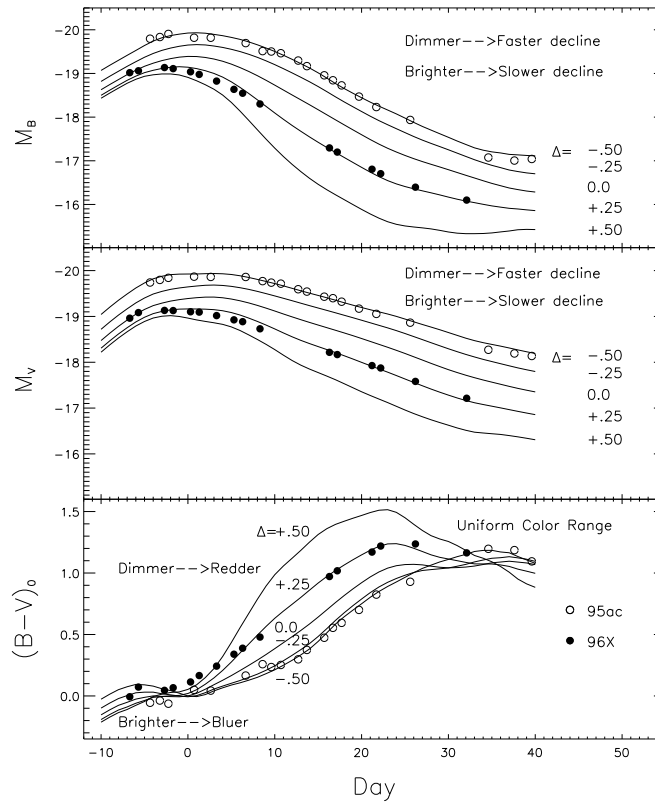 -20
Dimmer-->Faster decline
-19
Brighter-->Slower decline
M_B
-18
-17
Δ= -.50
-.25
0.0
-16
+.25
+.50
-20
Dimmer-->Faster decline
Brighter-->Slower decline
-19
M_V
-18
Δ= -.50
-.25
-17
0.0
+.25
-16
+.50
1.5
Δ=+.50
Uniform Color Range
Dimmer-->Redder
1.0
+.25
(B-V)_0
95ac
0.5
0.0
-.25
96X
-.50
0.0
Brighter-->Bluer
-10 0 10 20 30 40 50
Day